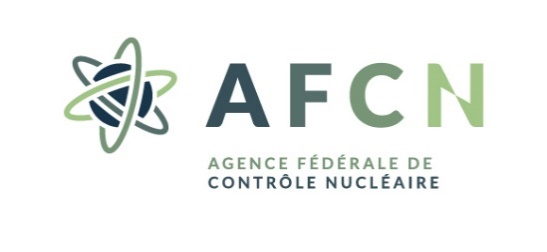 AFCN
AGENCE FÉDÉRALE DE
CONTRÔLE NUCLÉAIRE